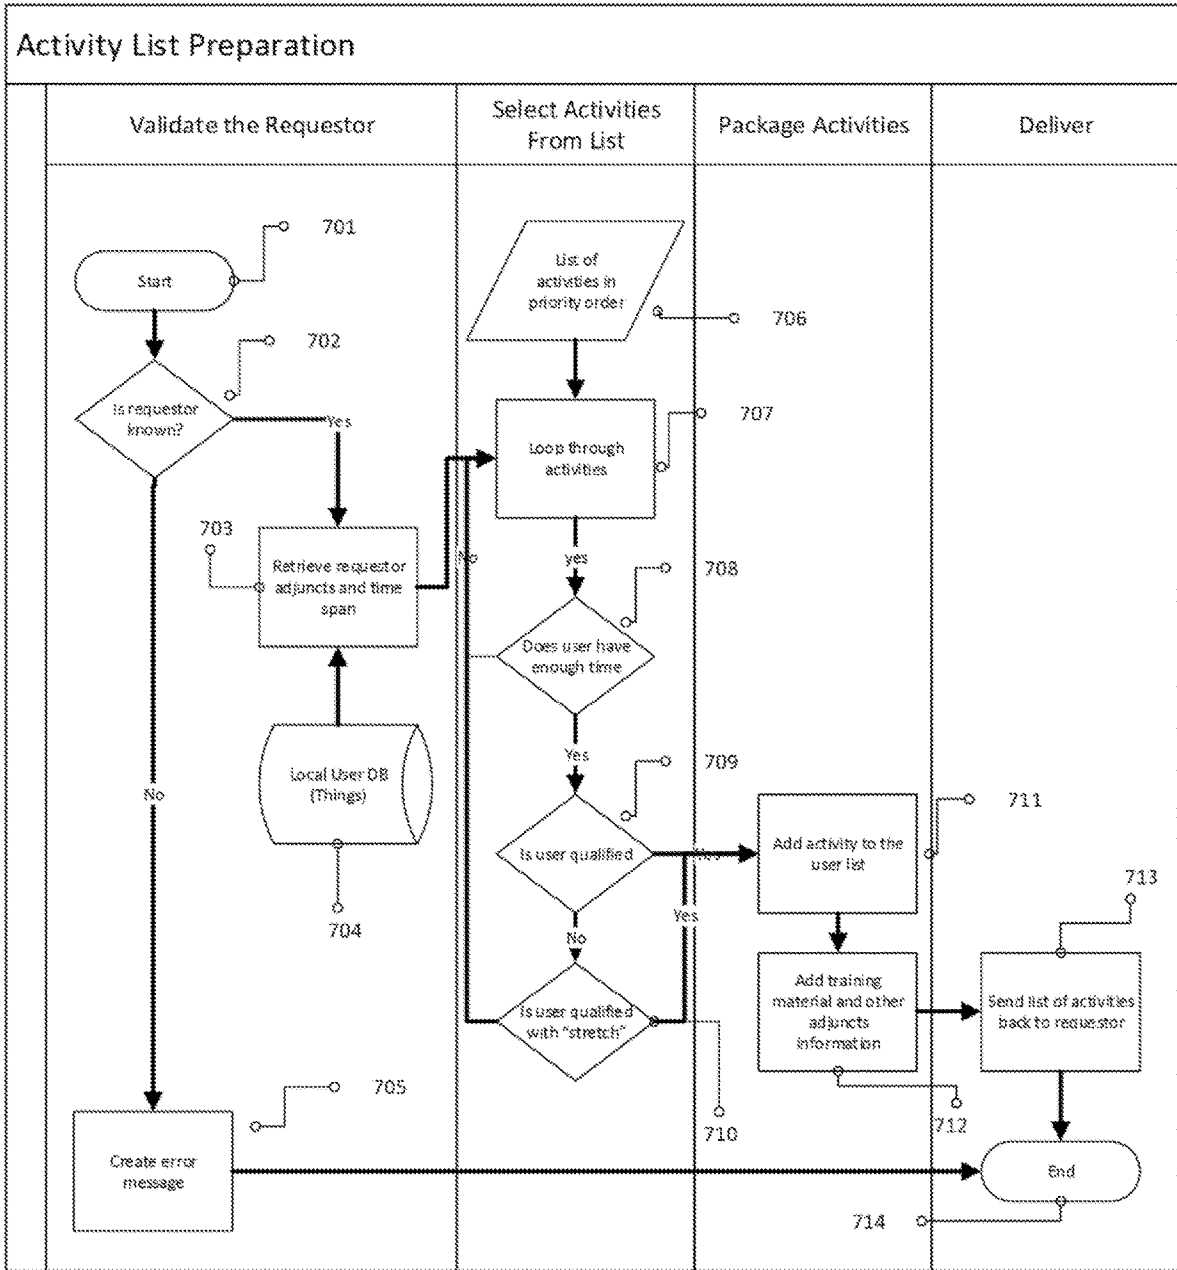 Activity List Preparation
Validate the Requestor
Select Activities
From List
Package Activities
Deliver
701
Start
702
Is requestor
known?
Yes
703
Retrieve requestor
adjuncts and time
span
Local User DB
(Things)
704
No
705
Create error
message
List of
activities in
priority order
706
Loop through
activities
707
yes
No
708
Does user have
enough time
Yes
709
Is user qualified
Yes
Yes
No
Is user qualified
with "stretch"
710
711
Add activity to the
user list
Add training
material and other
adjuncts
information
712
713
Send list of activities
back to requestor
End
714